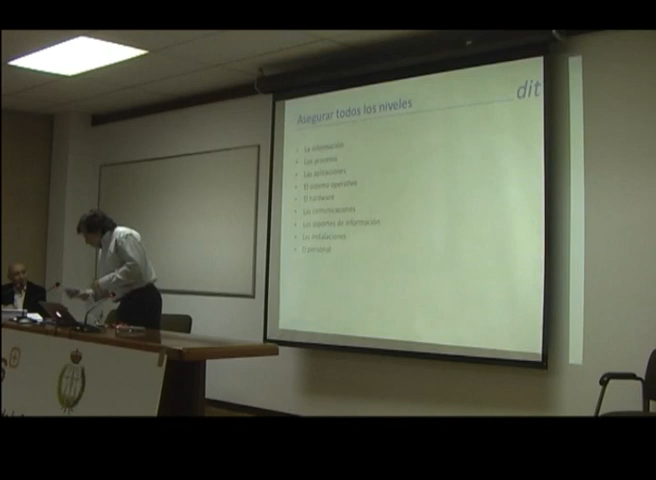 dit
Asegurar todos los niveles
• La información
• Los procesos
• Las aplicaciones
• El sistema operativo
• El hardware
• Las comunicaciones
• Los soportes de información
• Las instalaciones
• El personal